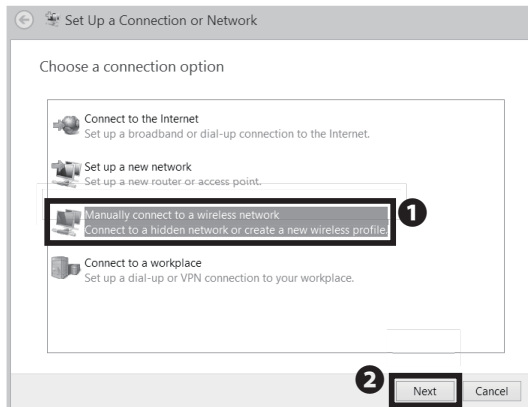 Set Up a Connection or Network
Choose a connection option
Connect to the Internet
Set up a broadband or dial-up connection to the Internet.
Set up a new network
Set up a new router or access point.
Manually connect to a wireless network
Connect to a hidden network or create a new wireless profile.
1
Connect to a workplace
Set up a dial-up or VPN connection to your workplace.
2
Next
Cancel